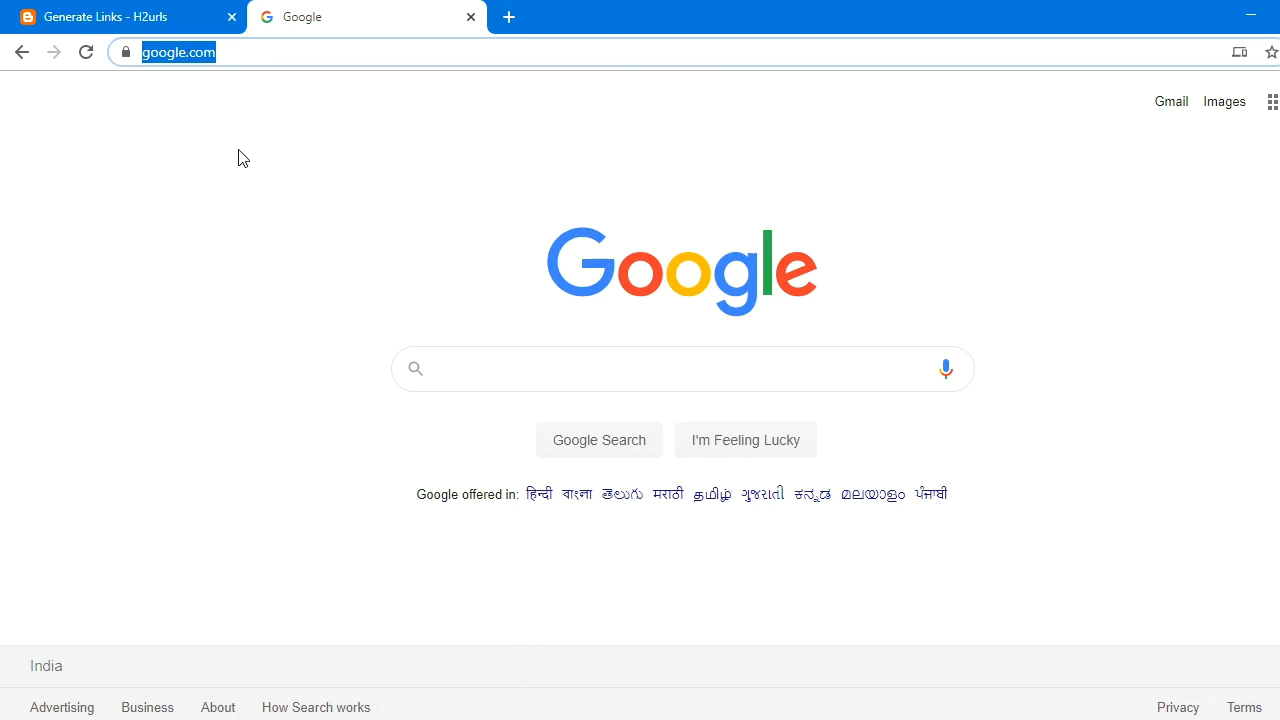 Generate Links - H2urls
Google
google.com
Gmail Images
Google
Google Search I'm Feeling Lucky
Google offered in: हिन्दी বাংলা తెలుగు मराठी தமிழ் ગુજરાતી ಕನ್ನಡ മലയാളം ਪੰਜਾਬੀ
India
Advertising Business About How Search works Privacy Terms